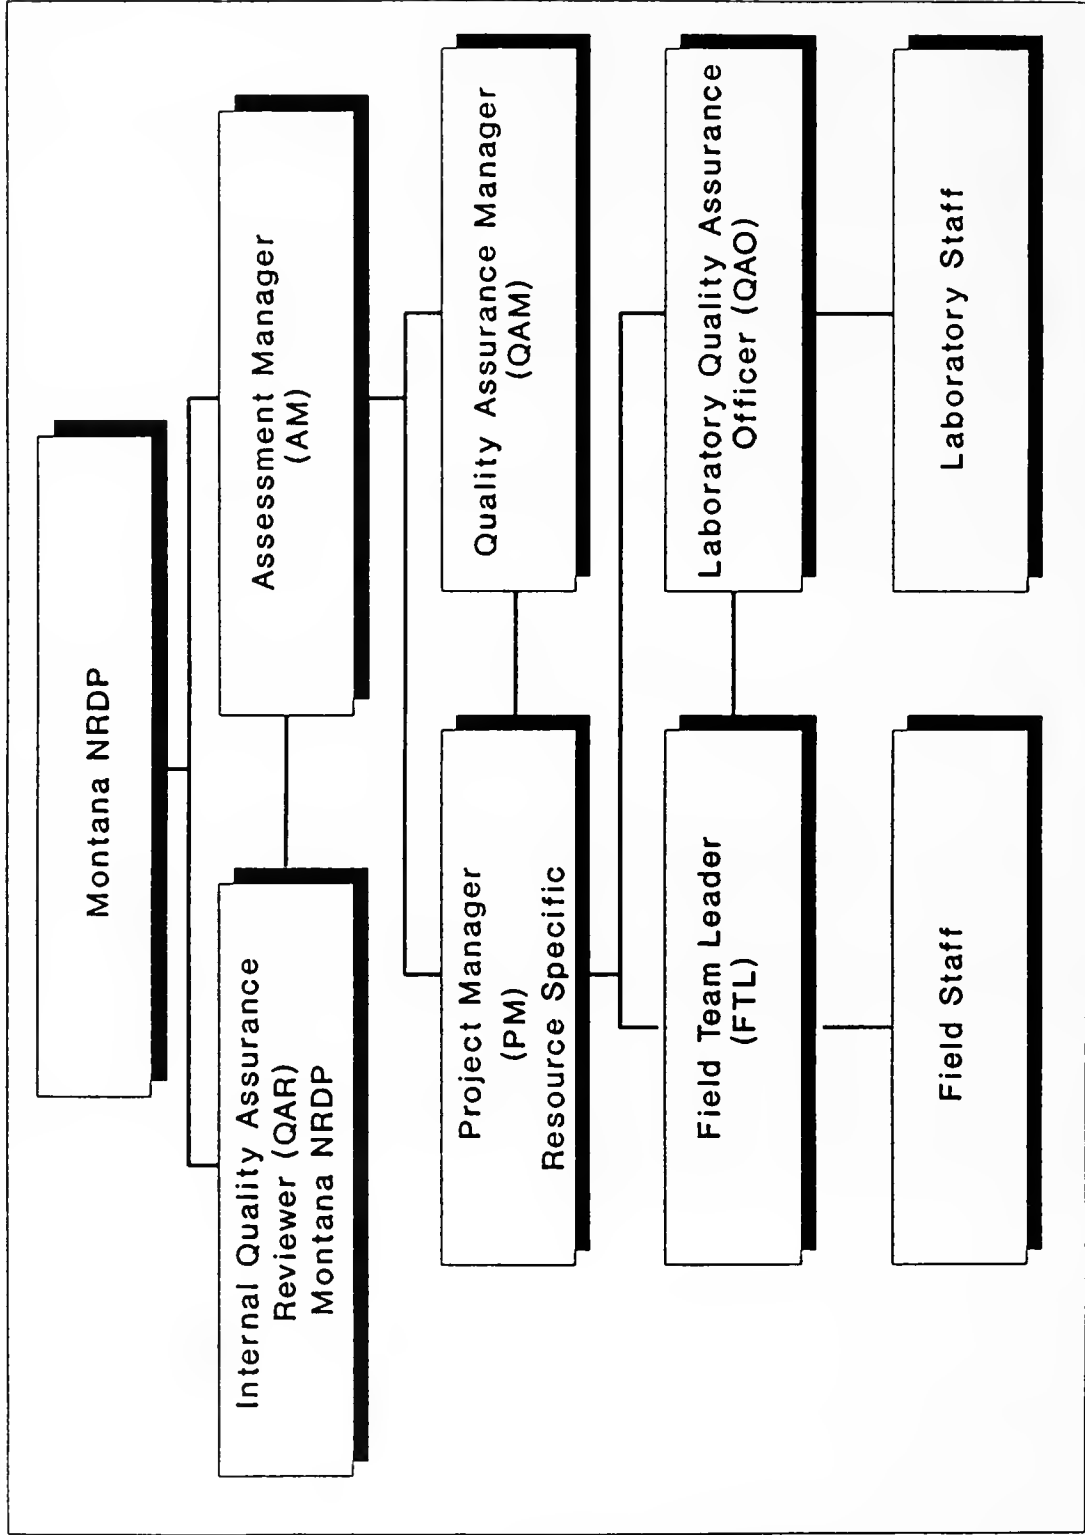 Montana NRDP
Internal Quality Assurance
Reviewer (QAR)
Montana NRDP
Assessment Manager
(AM)
Project Manager
(PM)
Resource Specific
Quality Assurance Manager
(QAM)
Field Team Leader
(FTL)
Laboratory Quality Assurance
Officer (QAO)
Field Staff
Laboratory Staff